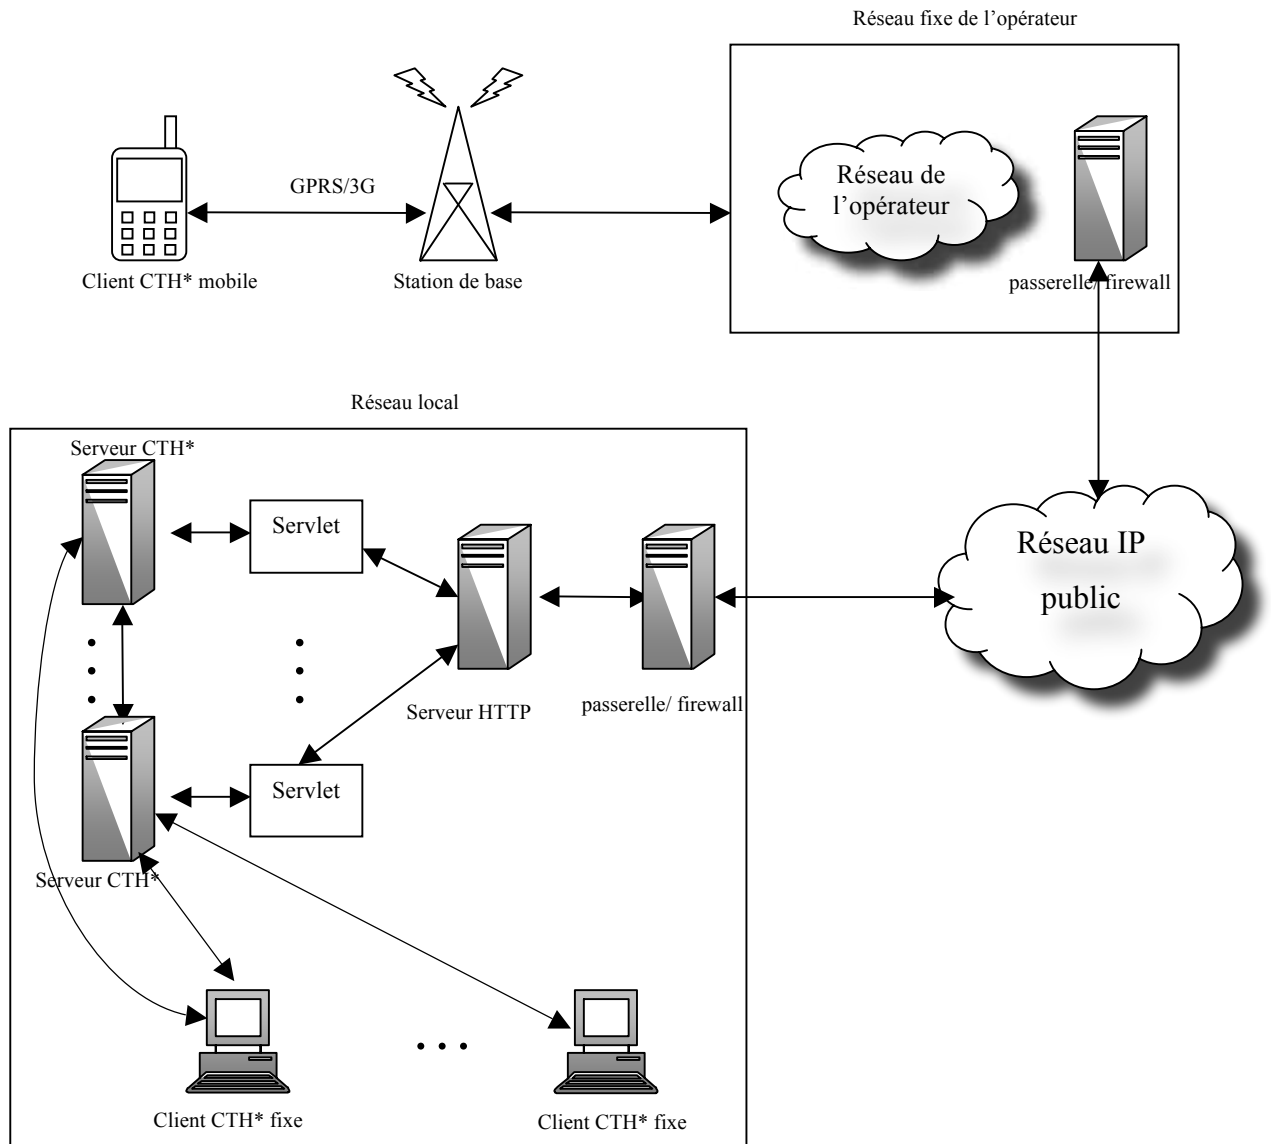 Réseau fixe de l’opérateur
Réseau de
l’opérateur
GPRS/3G
Client CTH* mobile
Station de base
passerelle/ firewall
Réseau local
Serveur CTH*
Servlet
Réseau IP
public
Serveur HTTP
passerelle/ firewall
Servlet
Serveur CTH*
Client CTH* fixe
Client CTH* fixe